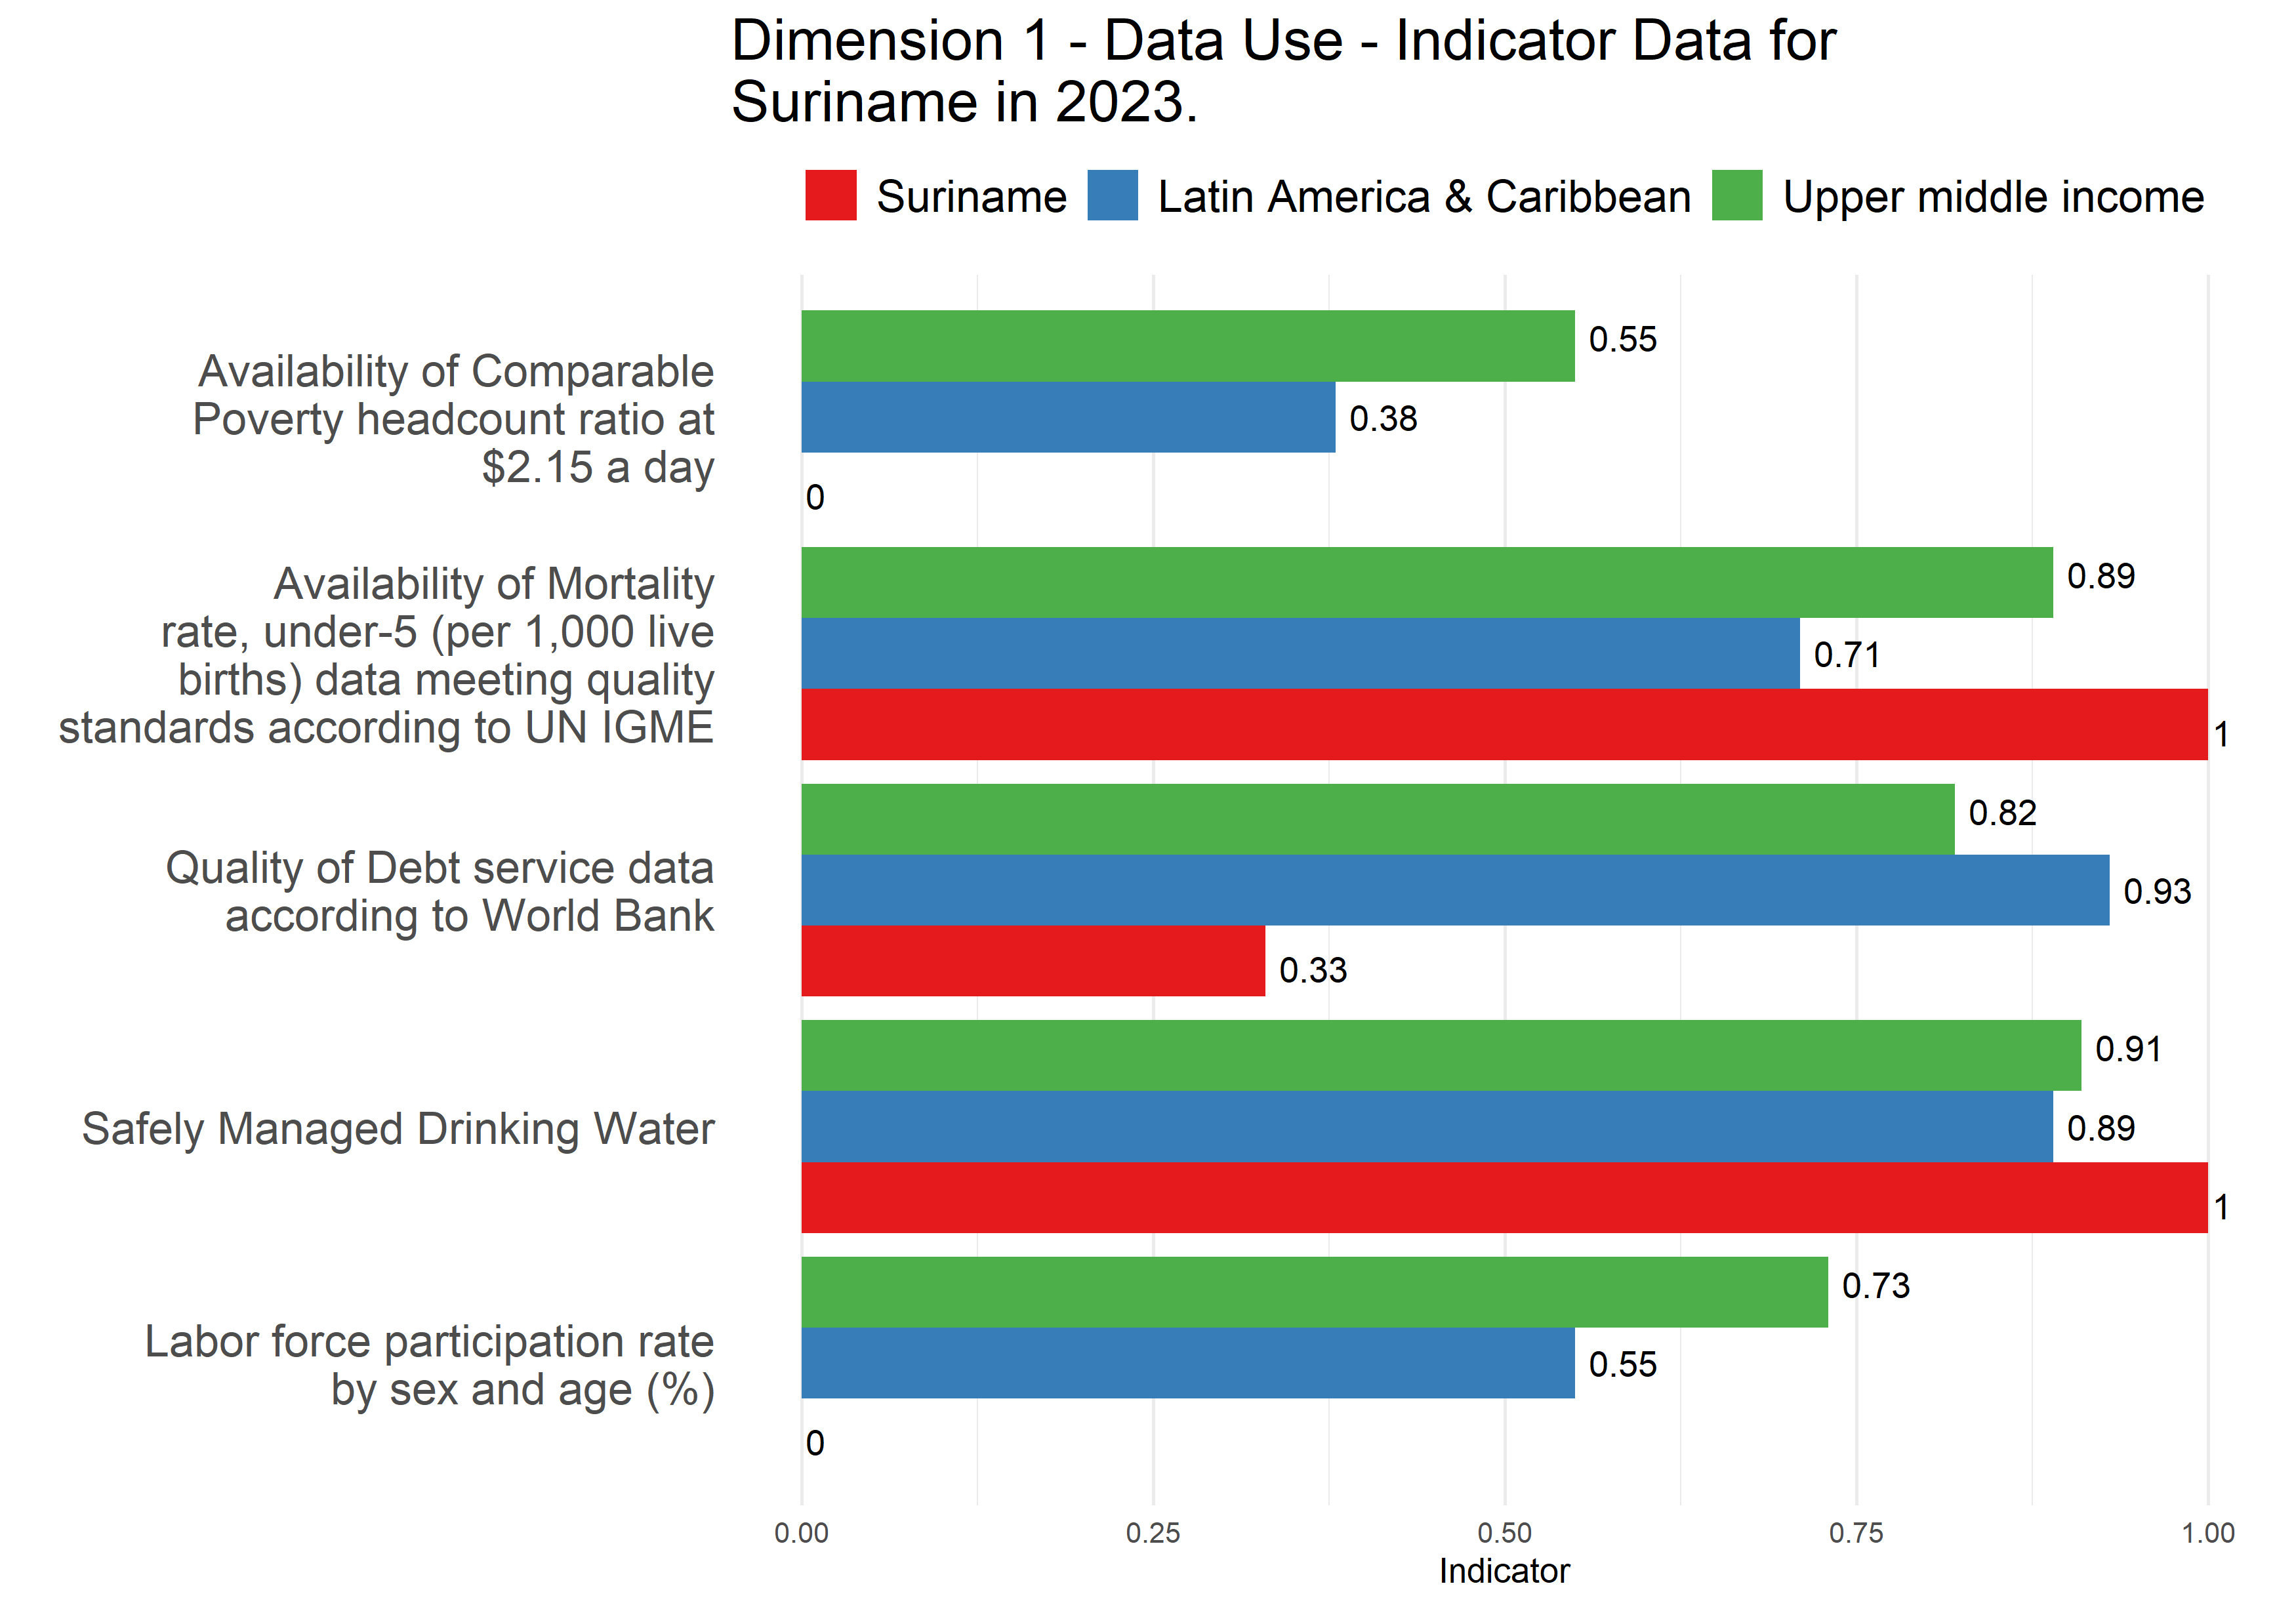 Dimension 1 - Data Use - Indicator Data for
Suriname in 2023.
Suriname
Latin America & Caribbean
Upper middle income
Availability of Comparable
Poverty headcount ratio at
$2.15 a day
0.55
0.38
0
Availability of Mortality
rate, under-5 (per 1,000 live
births) data meeting quality
standards according to UN IGME
0.89
0.71
1
Quality of Debt service data
according to World Bank
0.82
0.93
0.33
Safely Managed Drinking Water
0.91
0.89
1
Labor force participation rate
by sex and age (%)
0.73
0.55
0
0.00
0.25
0.50
0.75
1.00
Indicator